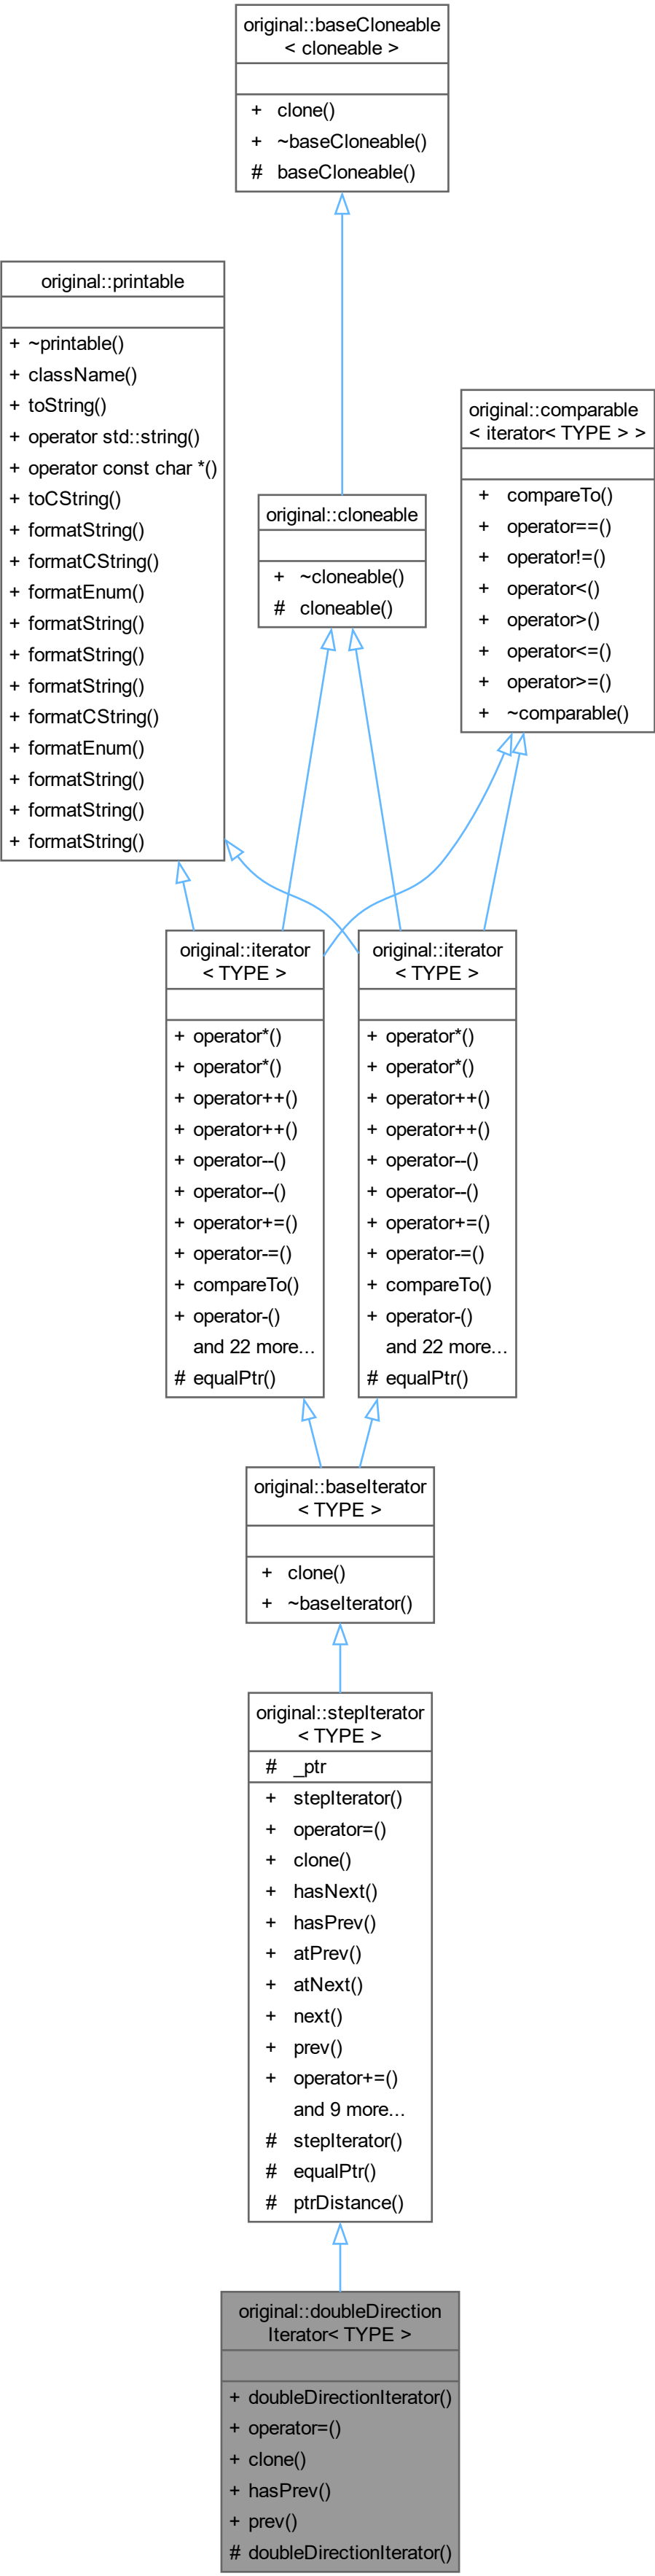 original::baseCloneable
< cloneable >
+ clone()
+ ~baseCloneable()
# baseCloneable()
original::printable
+ ~printable()
+ className()
+ toString()
+ operator std::string()
+ operator const char *()
+ toCString()
+ formatString()
+ formatCString()
+ formatEnum()
+ formatString()
+ formatString()
+ formatString()
+ formatCString()
+ formatEnum()
+ formatString()
+ formatString()
+ formatString()
original::comparable
< iterator< TYPE > >
+ compareTo()
+ operator==()
+ operator!=()
+ operator<()
+ operator>()
+ operator<=()
+ operator>=()
+ ~comparable()
original::cloneable
+ ~cloneable()
# cloneable()
original::iterator
< TYPE >
+ operator*()
+ operator*()
+ operator++()
+ operator++()
+ operator--()
+ operator--()
+ operator+=()
+ operator-=()
+ compareTo()
+ operator-()
and 22 more...
# equalPtr()
original::iterator
< TYPE >
+ operator*()
+ operator*()
+ operator++()
+ operator++()
+ operator--()
+ operator--()
+ operator+=()
+ operator-=()
+ compareTo()
+ operator-()
and 22 more...
# equalPtr()
original::baseIterator
< TYPE >
+ clone()
+ ~baseIterator()
original::stepIterator
< TYPE >
# _ptr
+ stepIterator()
+ operator=()
+ clone()
+ hasNext()
+ hasPrev()
+ atPrev()
+ atNext()
+ next()
+ prev()
+ operator+=()
and 9 more...
# stepIterator()
# equalPtr()
# ptrDistance()
original::doubleDirection
Iterator< TYPE >
+ doubleDirectionIterator()
+ operator=()
+ clone()
+ hasPrev()
+ prev()
# doubleDirectionIterator()